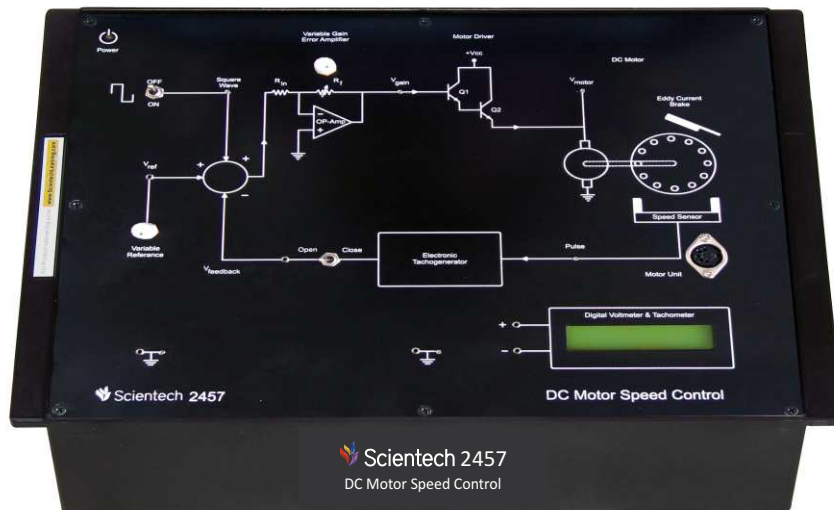 Power
Variable Gain
Error Amplifier
Motor Driver
+Vcc
DC Motor
OFF
ON
Square
Wave
Rin
Rf
Vgain
Q1
Q2
Vmotor
Eddy Current
Brake
OP-Amp
+
−
+
+
−
Vref
Variable
Referance
Speed Sensor
Open
Close
Electronic
Tachogenerator
Pulse
Motor Unit
Vfeedback
Digital Voltmeter & Tachometer
+
−
Scientech 2457
DC Motor Speed Control
Scientech 2457
DC Motor Speed Control